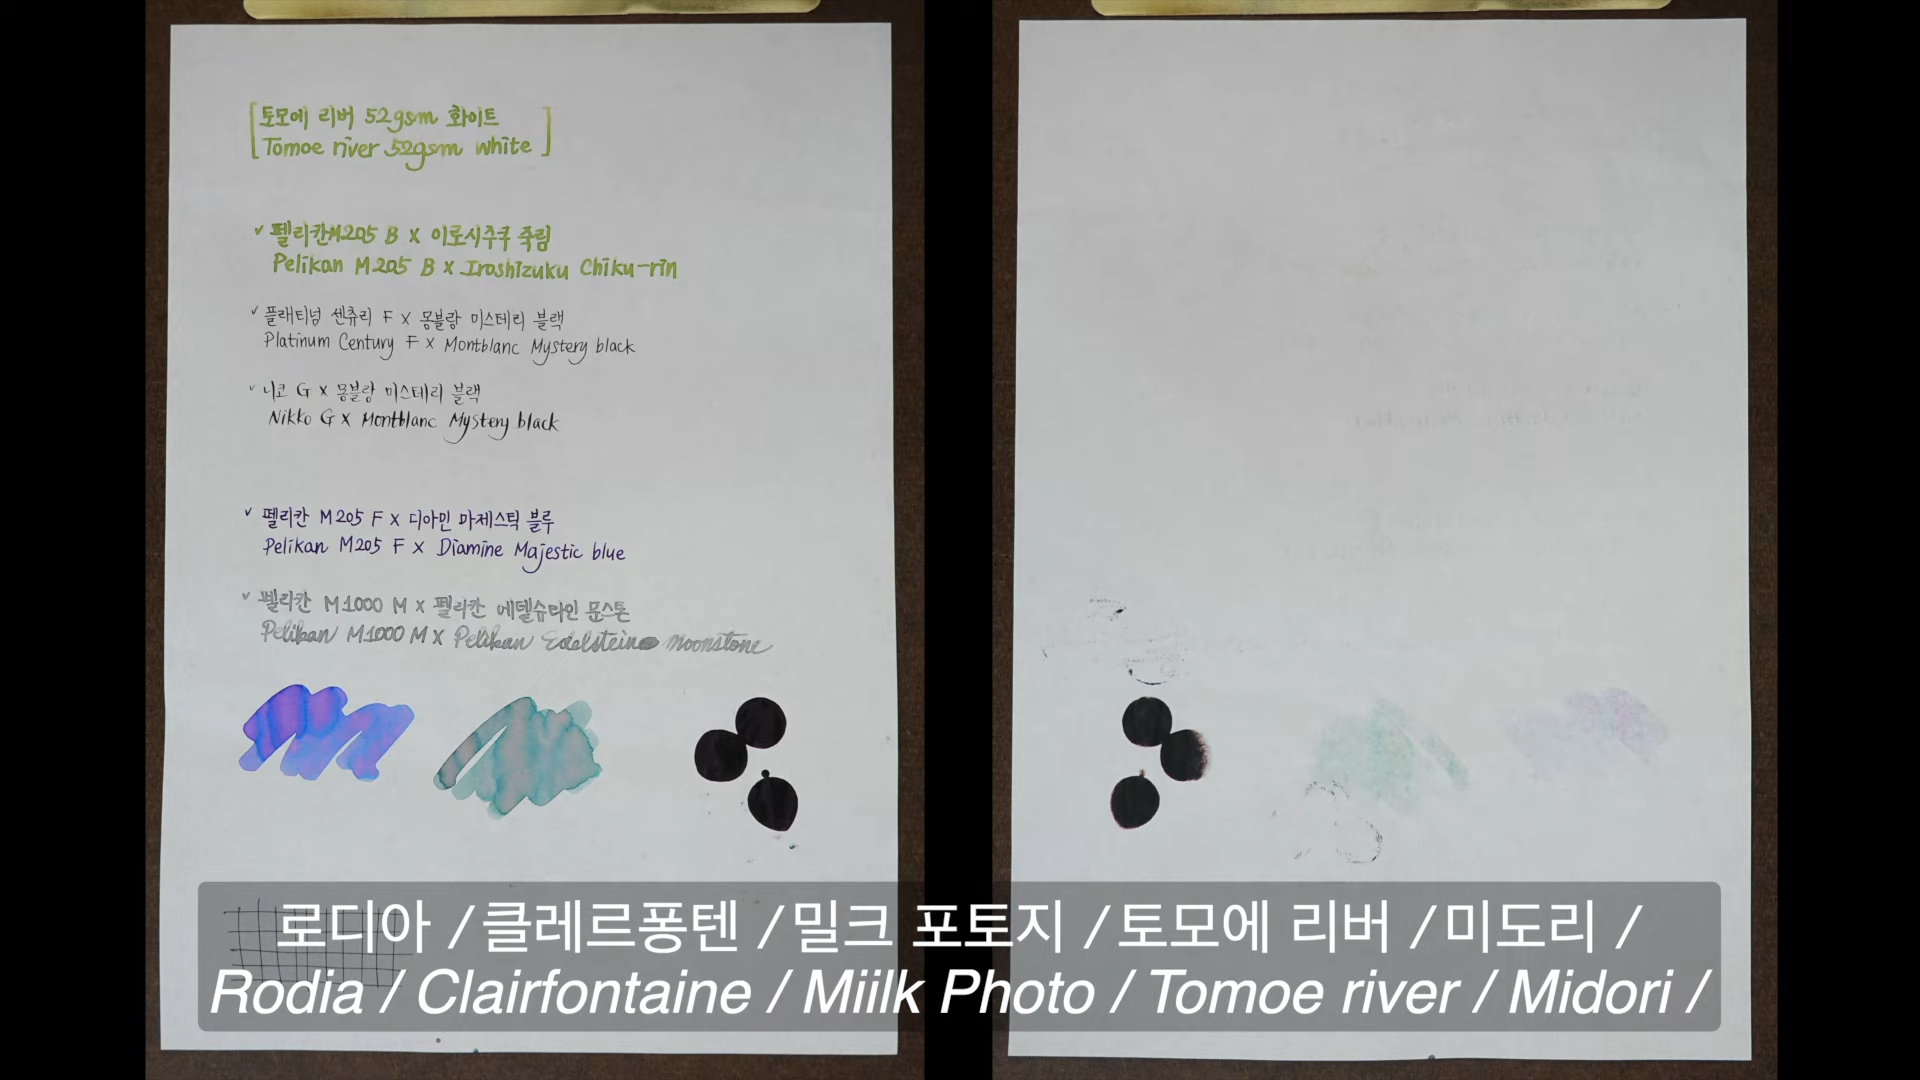 토모에 리버 52gsm 화이트
Tomoe river 52gsm white
✓ 펠리칸M205 B X 이로시주쿠 죽림
Pelikan M205 B X Iroshizuku Chiku-rin
✓ 플래티넘 센츄리 F X 몽블랑 미스테리 블랙
Platinum Century F X Montblanc Mystery black
✓ 니코 G X 몽블랑 미스테리 블랙
Nikko G X Montblanc Mystery black
✓ 펠리칸 M205 F X 디아민 마제스틱 블루
Pelikan M205 F X Diamine Majestic blue
✓ 펠리칸 M1000 M X 펠리칸 에델슈타인 문스톤
Pelikan M1000 M X Pelikan Edelstein moonstone
로디아 / 클레르퐁텐 / 밀크 포토지 / 토모에 리버 / 미도리 /
Rodia / Clairfontaine / Miilk Photo / Tomoe river / Midori /